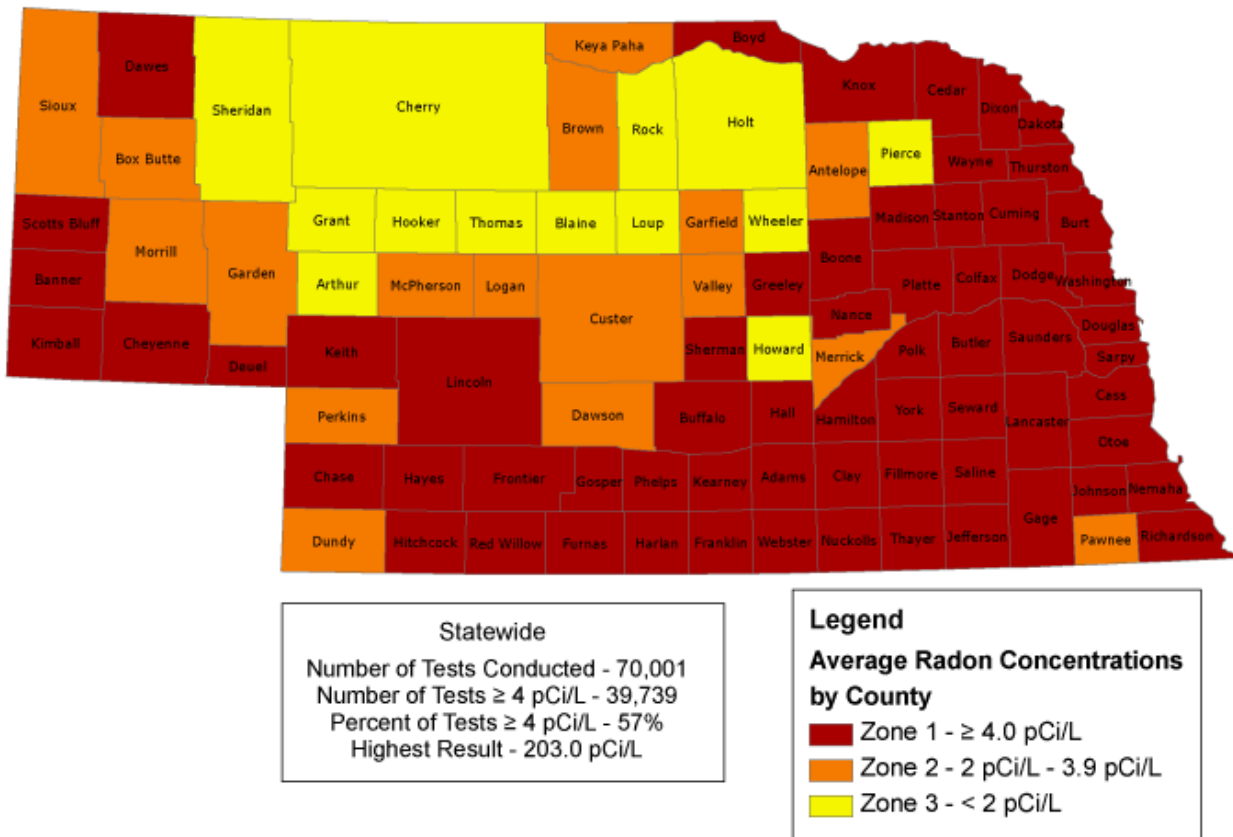 Boyd
Keya Paha
Dawes
Knox
Cedar
Sioux
Cherry
Sheridan
Dixon
Holt
Dakota
Brown
Rock
Pierce
Box Butte
Wayne
Antelope
Thurston
Grant
Hooker
Thomas
Blaine
Loup
Garfield
Wheeler
Madison
Stanton
Cuming
Burt
Scotts Bluff
Morrill
Garden
Boone
Banner
Arthur
McPherson
Logan
Valley
Greeley
Platte
Colfax
Dodge
Washington
Custer
Nance
Douglas
Kimball
Cheyenne
Deuel
Keith
Lincoln
Sherman
Howard
Merrick
Polk
Butler
Saunders
Sarpy
Perkins
Dawson
Buffalo
Hall
Hamilton
York
Seward
Lancaster
Cass
Otoe
Chase
Hayes
Frontier
Gosper
Phelps
Kearney
Adams
Clay
Fillmore
Saline
Johnson
Nemaha
Dundy
Hitchcock
Red Willow
Furnas
Harlan
Franklin
Webster
Nuckolls
Thayer
Jefferson
Gage
Pawnee
Richardson
Statewide
Number of Tests Conducted - 70,001
Number of Tests ≥ 4 pCi/L - 39,739
Percent of Tests ≥ 4 pCi/L - 57%
Highest Result - 203.0 pCi/L
Legend
Average Radon Concentrations
by County
Zone 1 - ≥ 4.0 pCi/L
Zone 2 - 2 pCi/L - 3.9 pCi/L
Zone 3 - < 2 pCi/L